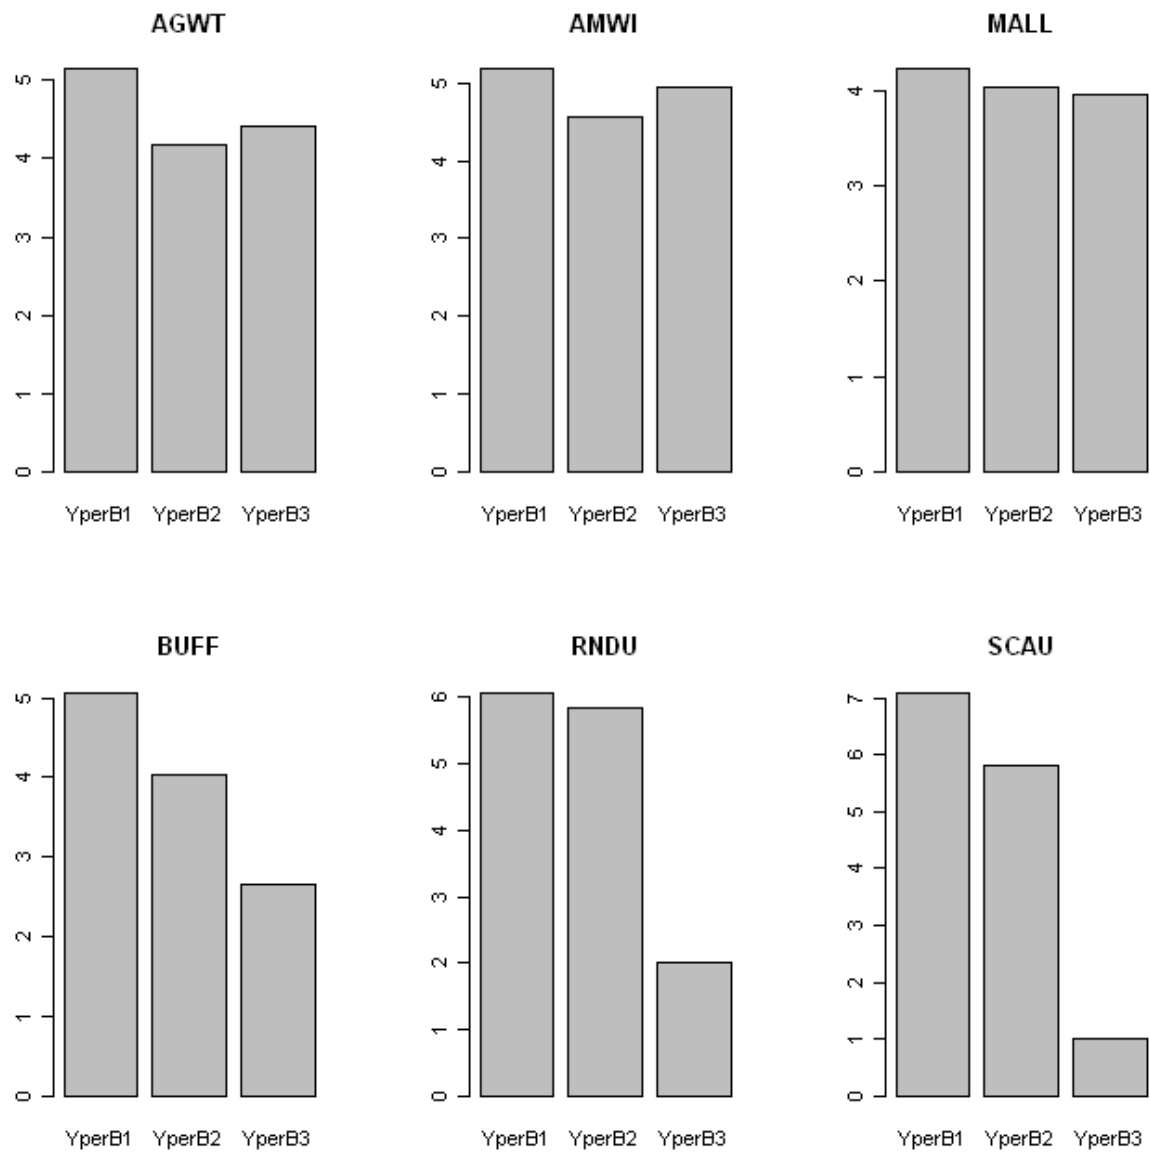 AGWT AMWI MALL
5 5 4
4 4 3
3 3 2
2 2 1
1 1 0
0 0
YperB1 YperB2 YperB3 YperB1 YperB2 YperB3 YperB1 YperB2 YperB3
BUFF RNDU SCAU
5 6 7
4 5 6
3 4 5
2 3 4
1 2 3
0 1 2
0 1
0
YperB1 YperB2 YperB3 YperB1 YperB2 YperB3 YperB1 YperB2 YperB3